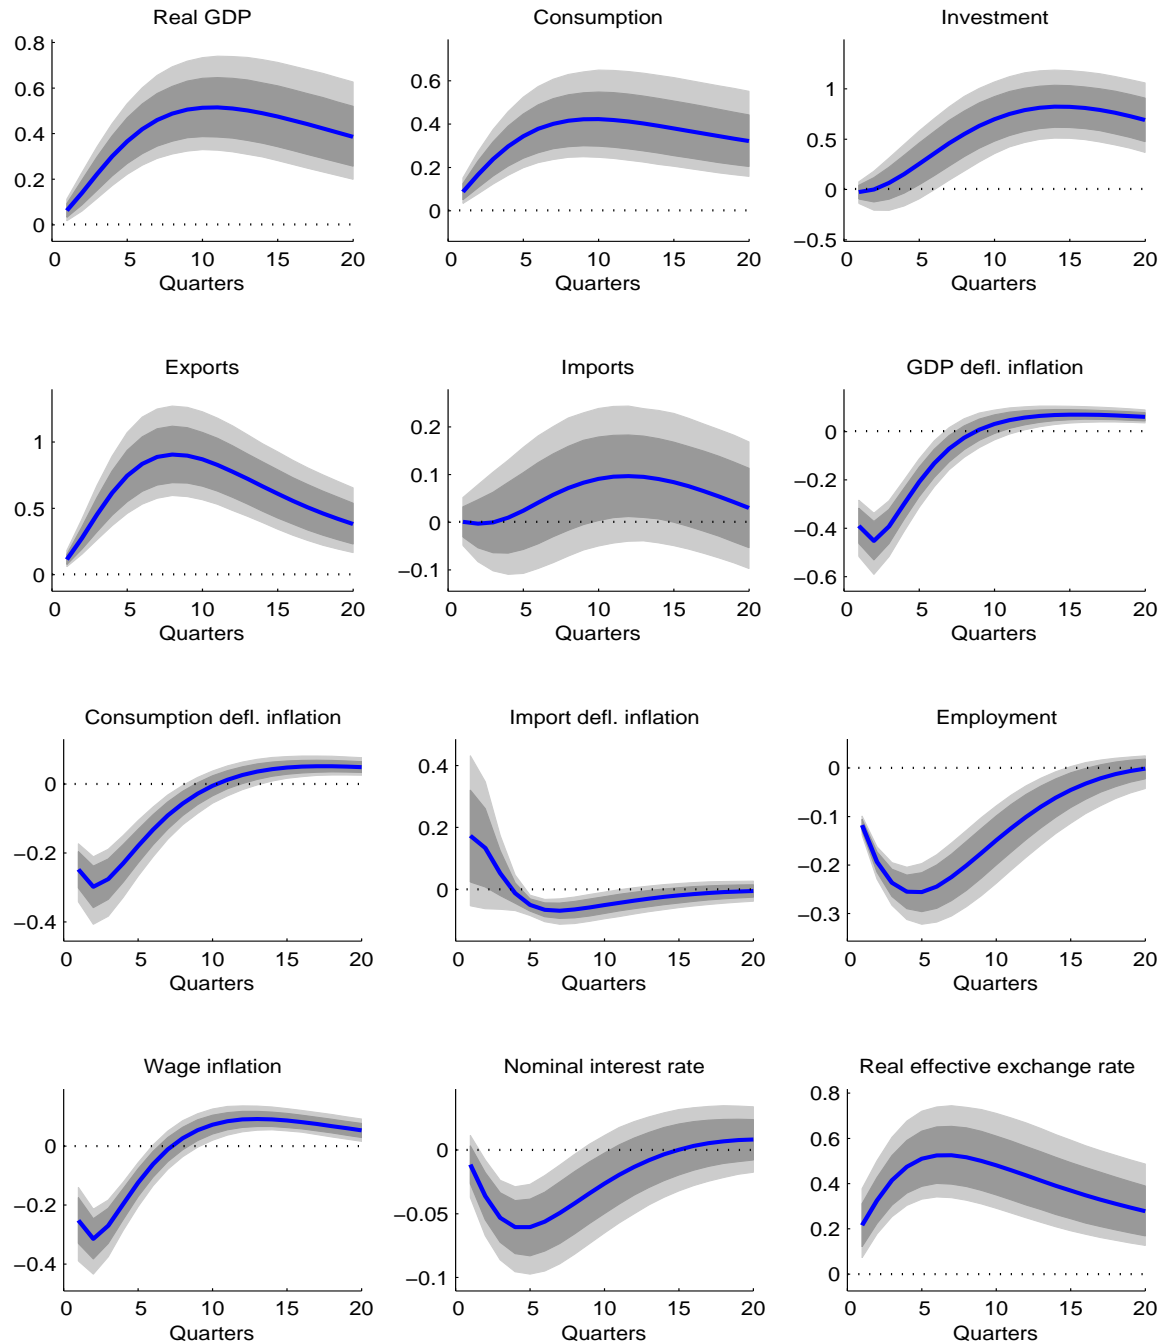 Real GDP
0.8
0.6
0.4
0.2
0
0 5 10 15 20
Quarters
Consumption
0.6
0.4
0.2
0
0 5 10 15 20
Quarters
Investment
1
0.5
0
−0.5
0 5 10 15 20
Quarters
Exports
1
0.5
0
0 5 10 15 20
Quarters
Imports
0.2
0.1
0
−0.1
0 5 10 15 20
Quarters
GDP defl. inflation
0
−0.2
−0.4
−0.6
0 5 10 15 20
Quarters
Consumption defl. inflation
0
−0.2
−0.4
0 5 10 15 20
Quarters
Import defl. inflation
0.4
0.2
0
0 5 10 15 20
Quarters
Employment
0
−0.1
−0.2
−0.3
0 5 10 15 20
Quarters
Wage inflation
0
−0.2
−0.4
0 5 10 15 20
Quarters
Nominal interest rate
0
−0.05
−0.1
0 5 10 15 20
Quarters
Real effective exchange rate
0.8
0.6
0.4
0.2
0
0 5 10 15 20
Quarters